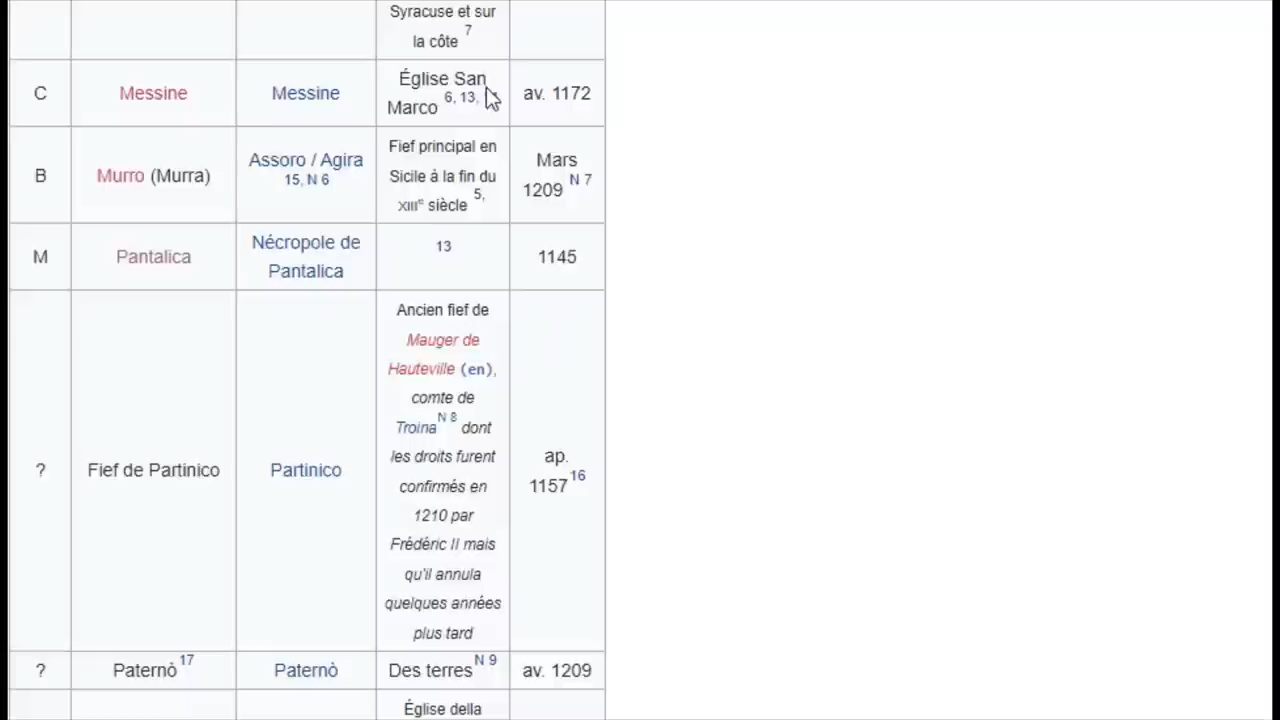 Syracuse et sur
la côte 7
C Messine Messine Église San
Marco 6, 13, av. 1172
B Murro (Murra) Assoro / Agira
15, N 6 Fief principal en
Sicile à la fin du
XIIIe siècle 5, Mars
1209 N 7
M Pantalica Nécropole de
Pantalica 13 1145
? Fief de Partinico Partinico Ancien fief de
Mauger de
Hauteville (en),
comte de
Troina N 8 dont
les droits furent
confirmés en
1210 par
Frédéric II mais
qu'il annula
quelques années
plus tard ap.
1157 16
? Paternò 17 Paternò Des terres N 9 av. 1209
Église della